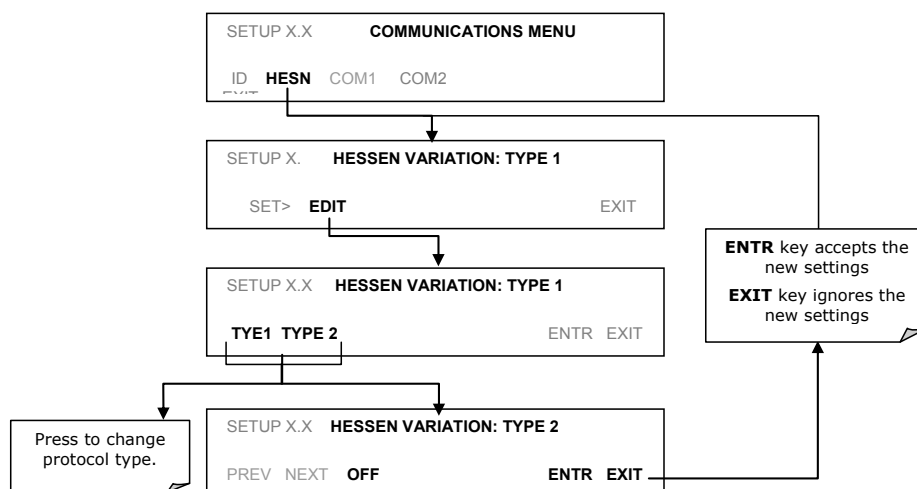 SETUP X.X COMMUNICATIONS MENU
ID HESN COM1 COM2
EXIT
SETUP X. HESSEN VARIATION: TYPE 1
SET> EDIT EXIT
SETUP X.X HESSEN VARIATION: TYPE 1
TYE1 TYPE 2 ENTR EXIT
ENTR key accepts the
new settings
EXIT key ignores the
new settings
Press to change
protocol type.
SETUP X.X HESSEN VARIATION: TYPE 2
PREV NEXT OFF ENTR EXIT